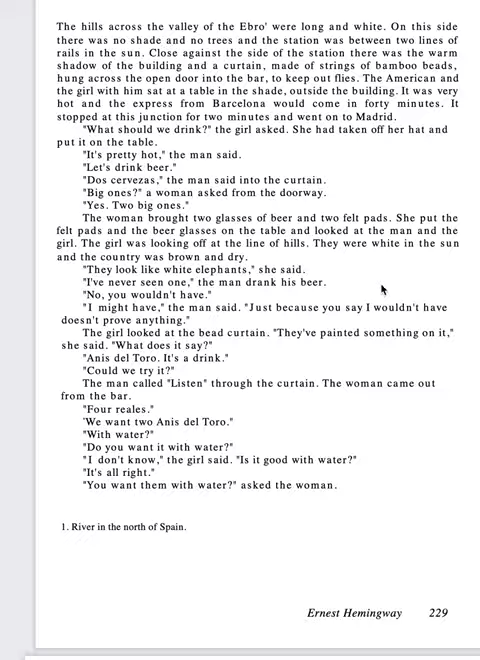 The hills across the valley of the Ebro' were long and white. On this side
there was no shade and no trees and the station was between two lines of
rails in the sun. Close against the side of the station there was the warm
shadow of the building and a curtain, made of strings of bamboo beads,
hung across the open door into the bar, to keep out flies. The American and
the girl with him sat at a table in the shade, outside the building. It was very
hot and the express from Barcelona would come in forty minutes. It
stopped at this junction for two minutes and went on to Madrid.
"What should we drink?" the girl asked. She had taken off her hat and
put it on the table.
"It's pretty hot," the man said.
"Let's drink beer."
"Dos cervezas," the man said into the curtain.
"Big ones?" a woman asked from the doorway.
"Yes. Two big ones."
The woman brought two glasses of beer and two felt pads. She put the
felt pads and the beer glasses on the table and looked at the man and the
girl. The girl was looking off at the line of hills. They were white in the sun
and the country was brown and dry.
"They look like white elephants," she said.
"I've never seen one," the man drank his beer.
"No, you wouldn't have."
"I might have," the man said. "Just because you say I wouldn't have
doesn't prove anything."
The girl looked at the bead curtain. "They've painted something on it,"
she said. "What does it say?"
"Anis del Toro. It's a drink."
"Could we try it?"
The man called "Listen" through the curtain. The woman came out
from the bar.
"Four reales."
'We want two Anis del Toro."
"With water?"
"Do you want it with water?"
"I don't know," the girl said. "Is it good with water?"
"It's all right."
"You want them with water?" asked the woman.
1. River in the north of Spain.
Ernest Hemingway 229